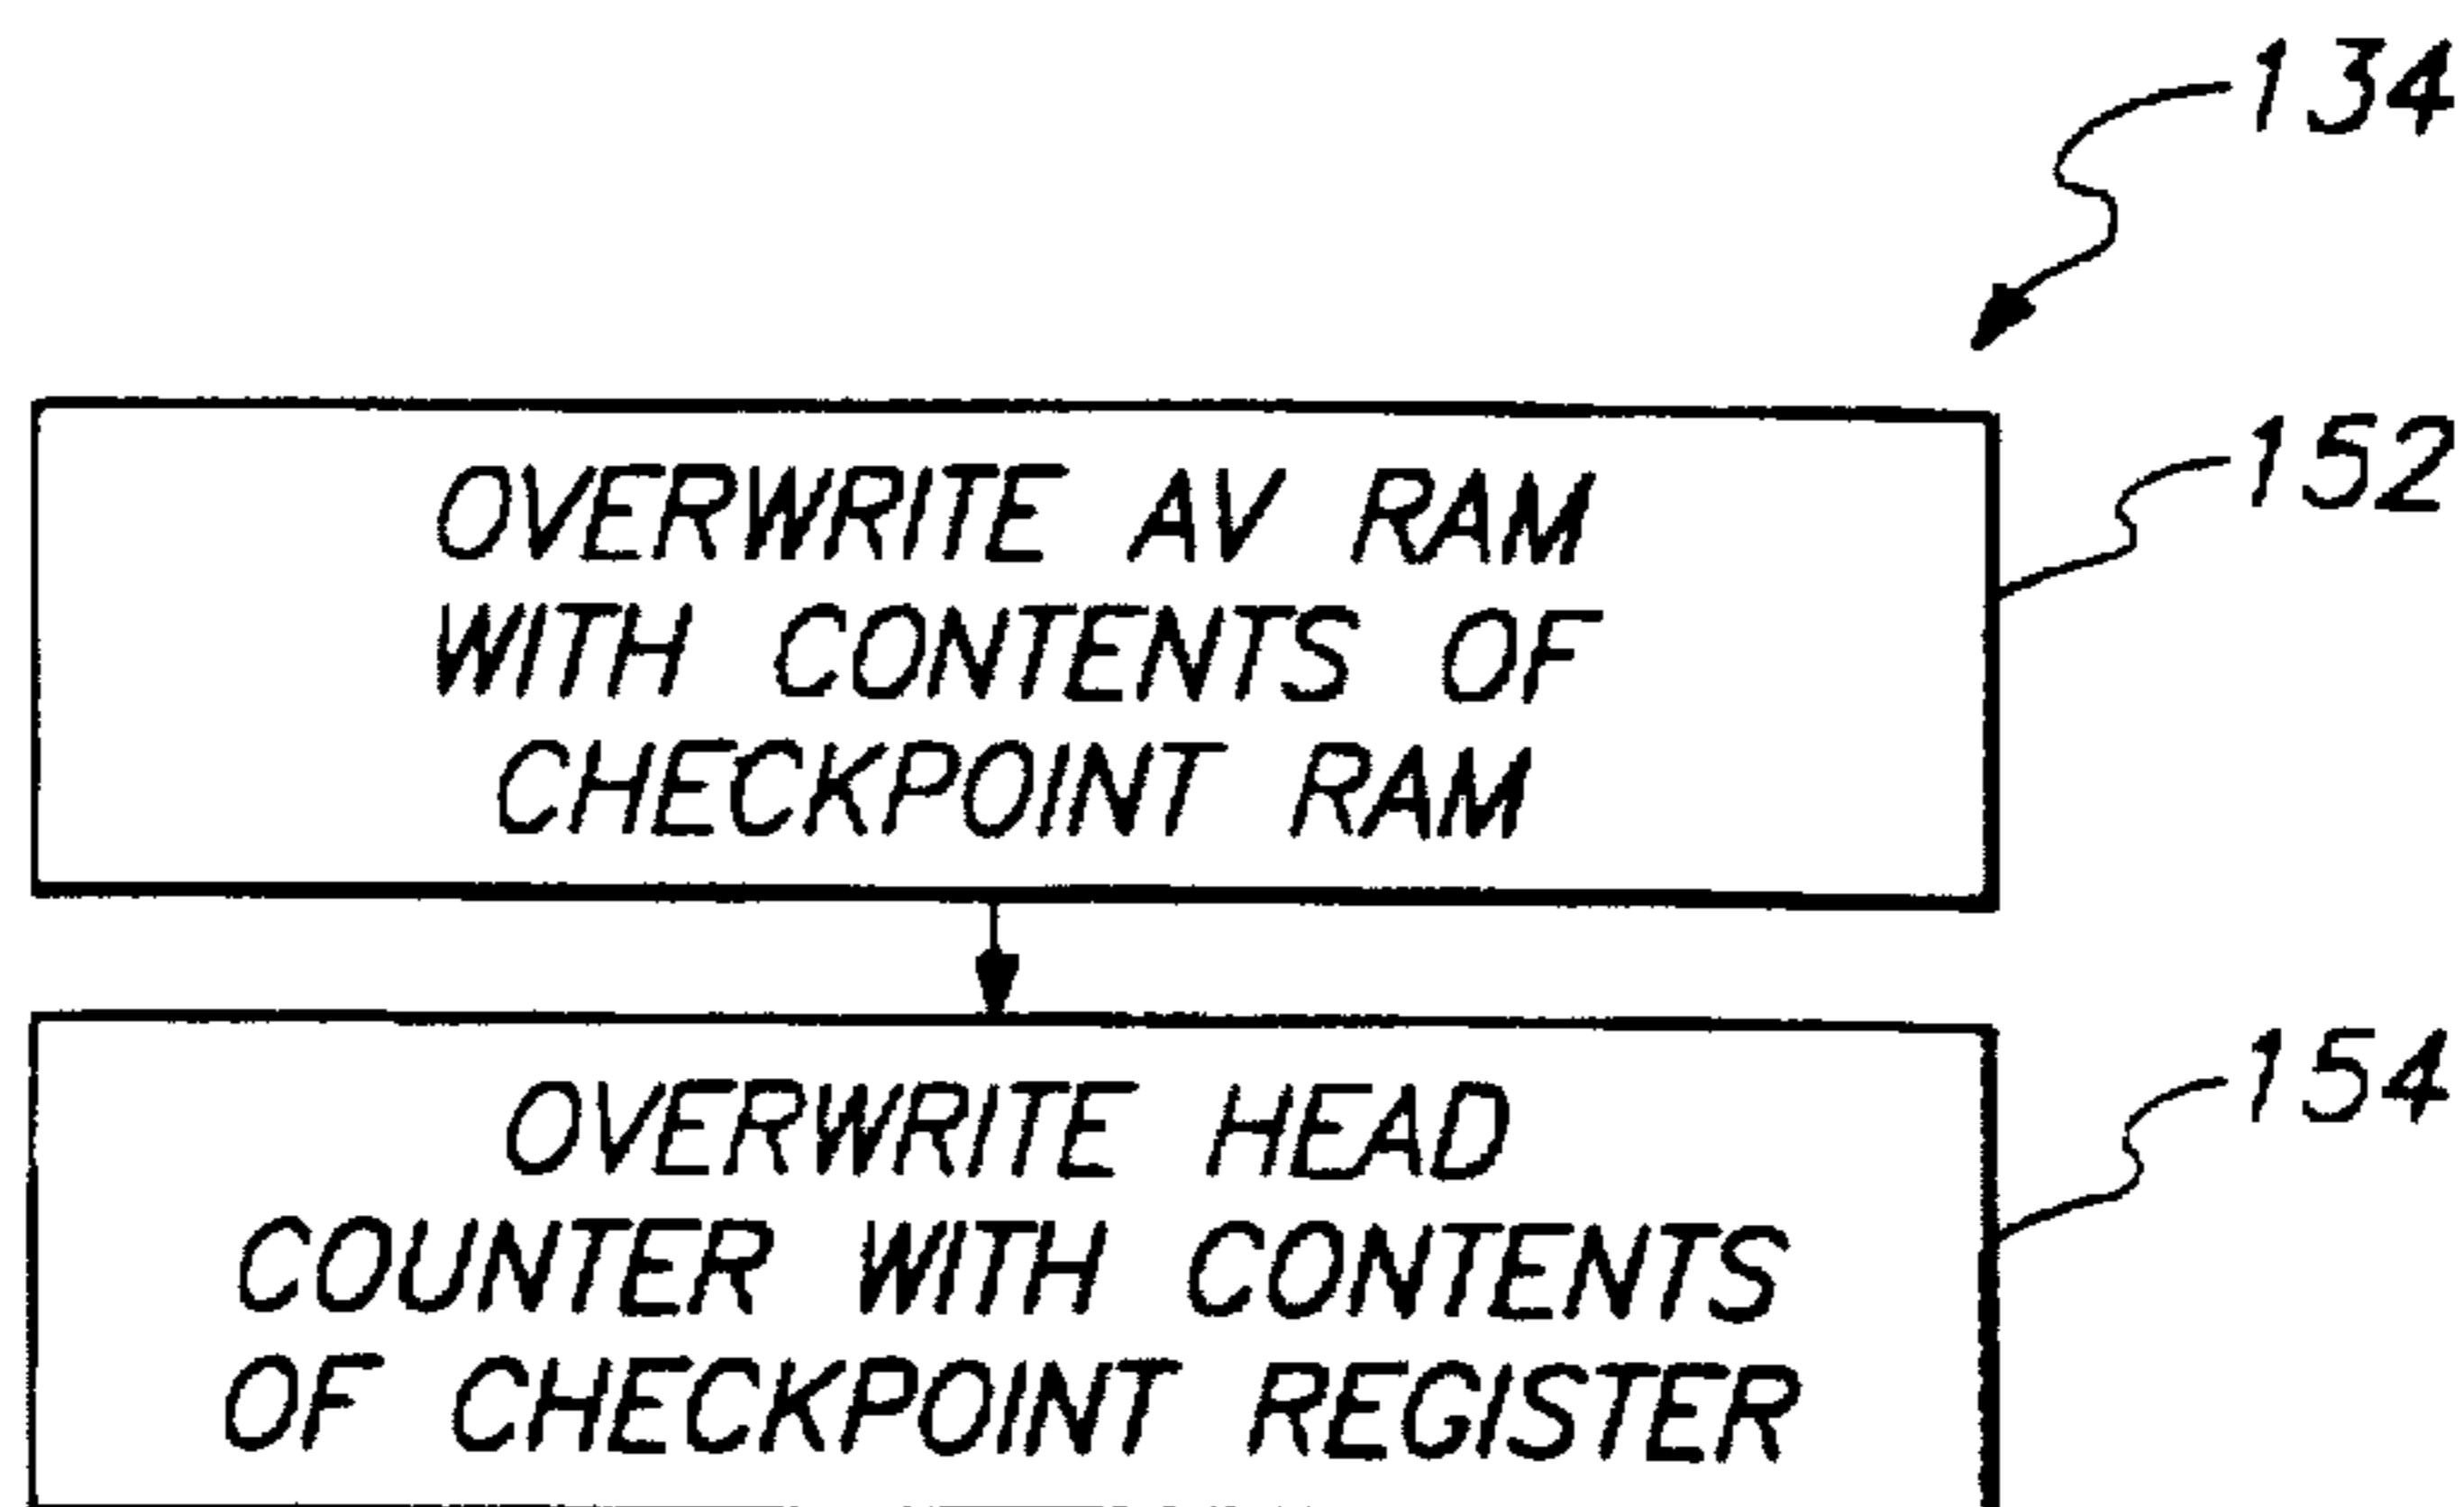 134
152
OVERWRITE AV RAM
WITH CONTENTS OF
CHECKPOINT RAM
154
OVERWRITE HEAD
COUNTER WITH CONTENTS
OF CHECKPOINT REGISTER